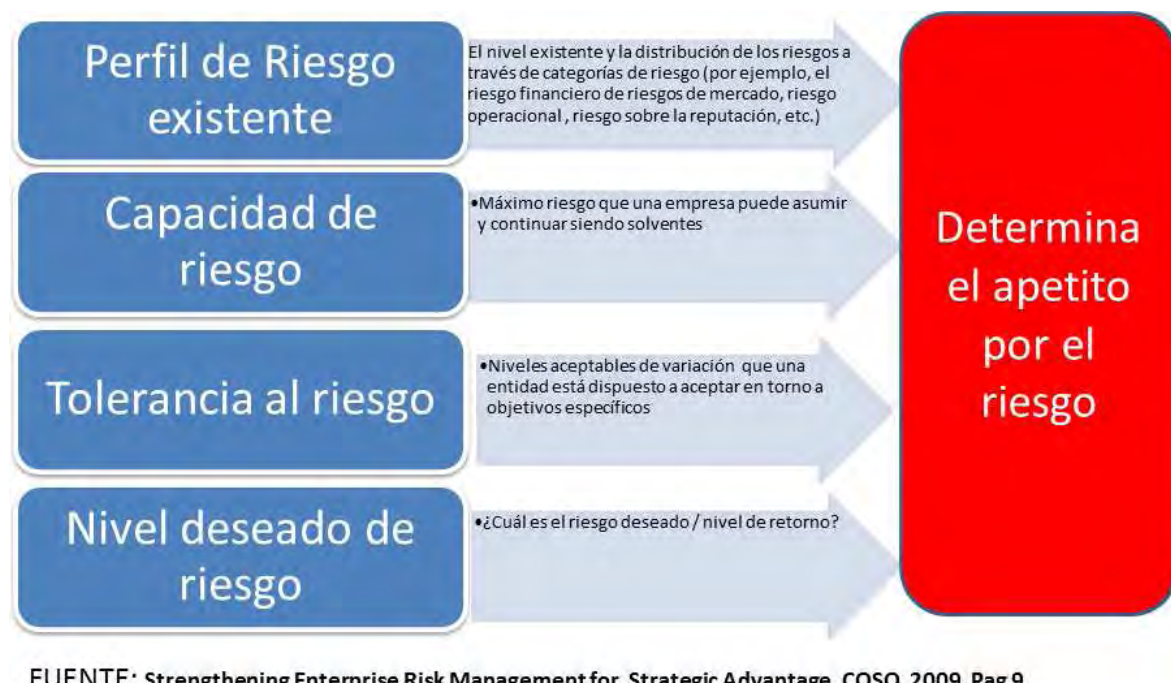 Perfil de Riesgo
existente
El nivel existente y la distribución de los riesgos a
través de categorías de riesgo (por ejemplo, el
riesgo financiero de riesgos de mercado, riesgo
operacional , riesgo sobre la reputación, etc.)
Capacidad de
riesgo
•Máximo riesgo que una empresa puede asumir
y continuar siendo solventes
Tolerancia al riesgo
•Niveles aceptables de variación que una
entidad está dispuesto a aceptar en torno a
objetivos específicos
Nivel deseado de
riesgo
•¿Cuál es el riesgo deseado / nivel de retorno?
Determina
el apetito
por el
riesgo
FUENTE: Strengthening Enterprise Risk Management for Strategic Advantage, COSO, 2009, Pag 9